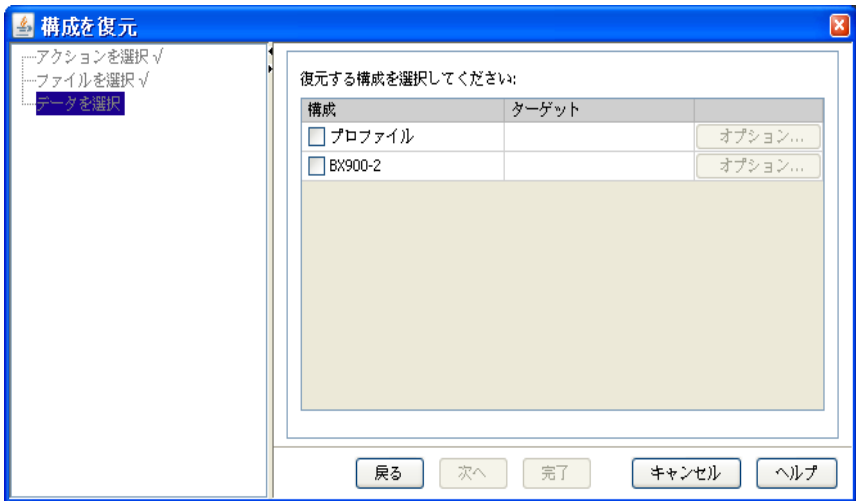 構成を復元
アクションを選択 √
ファイルを選択 √
データを選択
復元する構成を選択してください:
構成 ターゲット
プロファイル オプション...
BX900-2 オプション...
戻る 次へ 完了 キャンセル ヘルプ